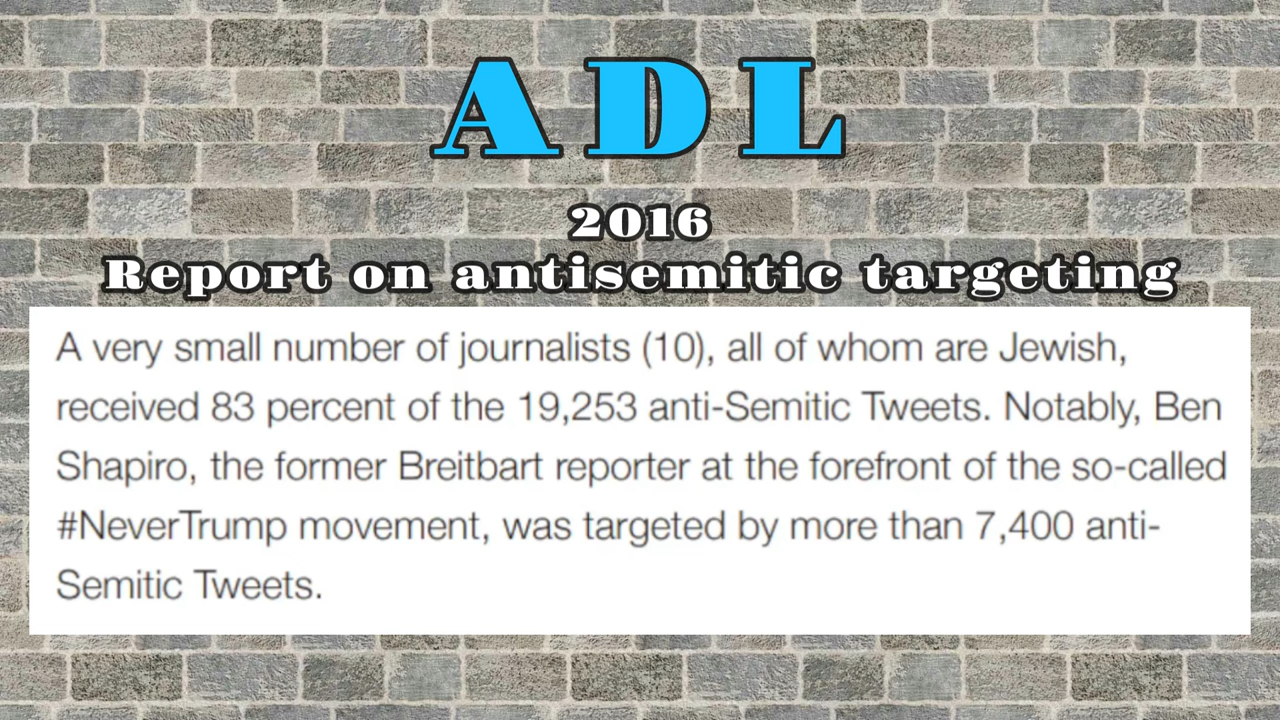 ADL
2016
Report on antisemitic targeting
A very small number of journalists (10), all of whom are Jewish,
received 83 percent of the 19,253 anti-Semitic Tweets. Notably, Ben
Shapiro, the former Breitbart reporter at the forefront of the so-called
#NeverTrump movement, was targeted by more than 7,400 anti-
Semitic Tweets.